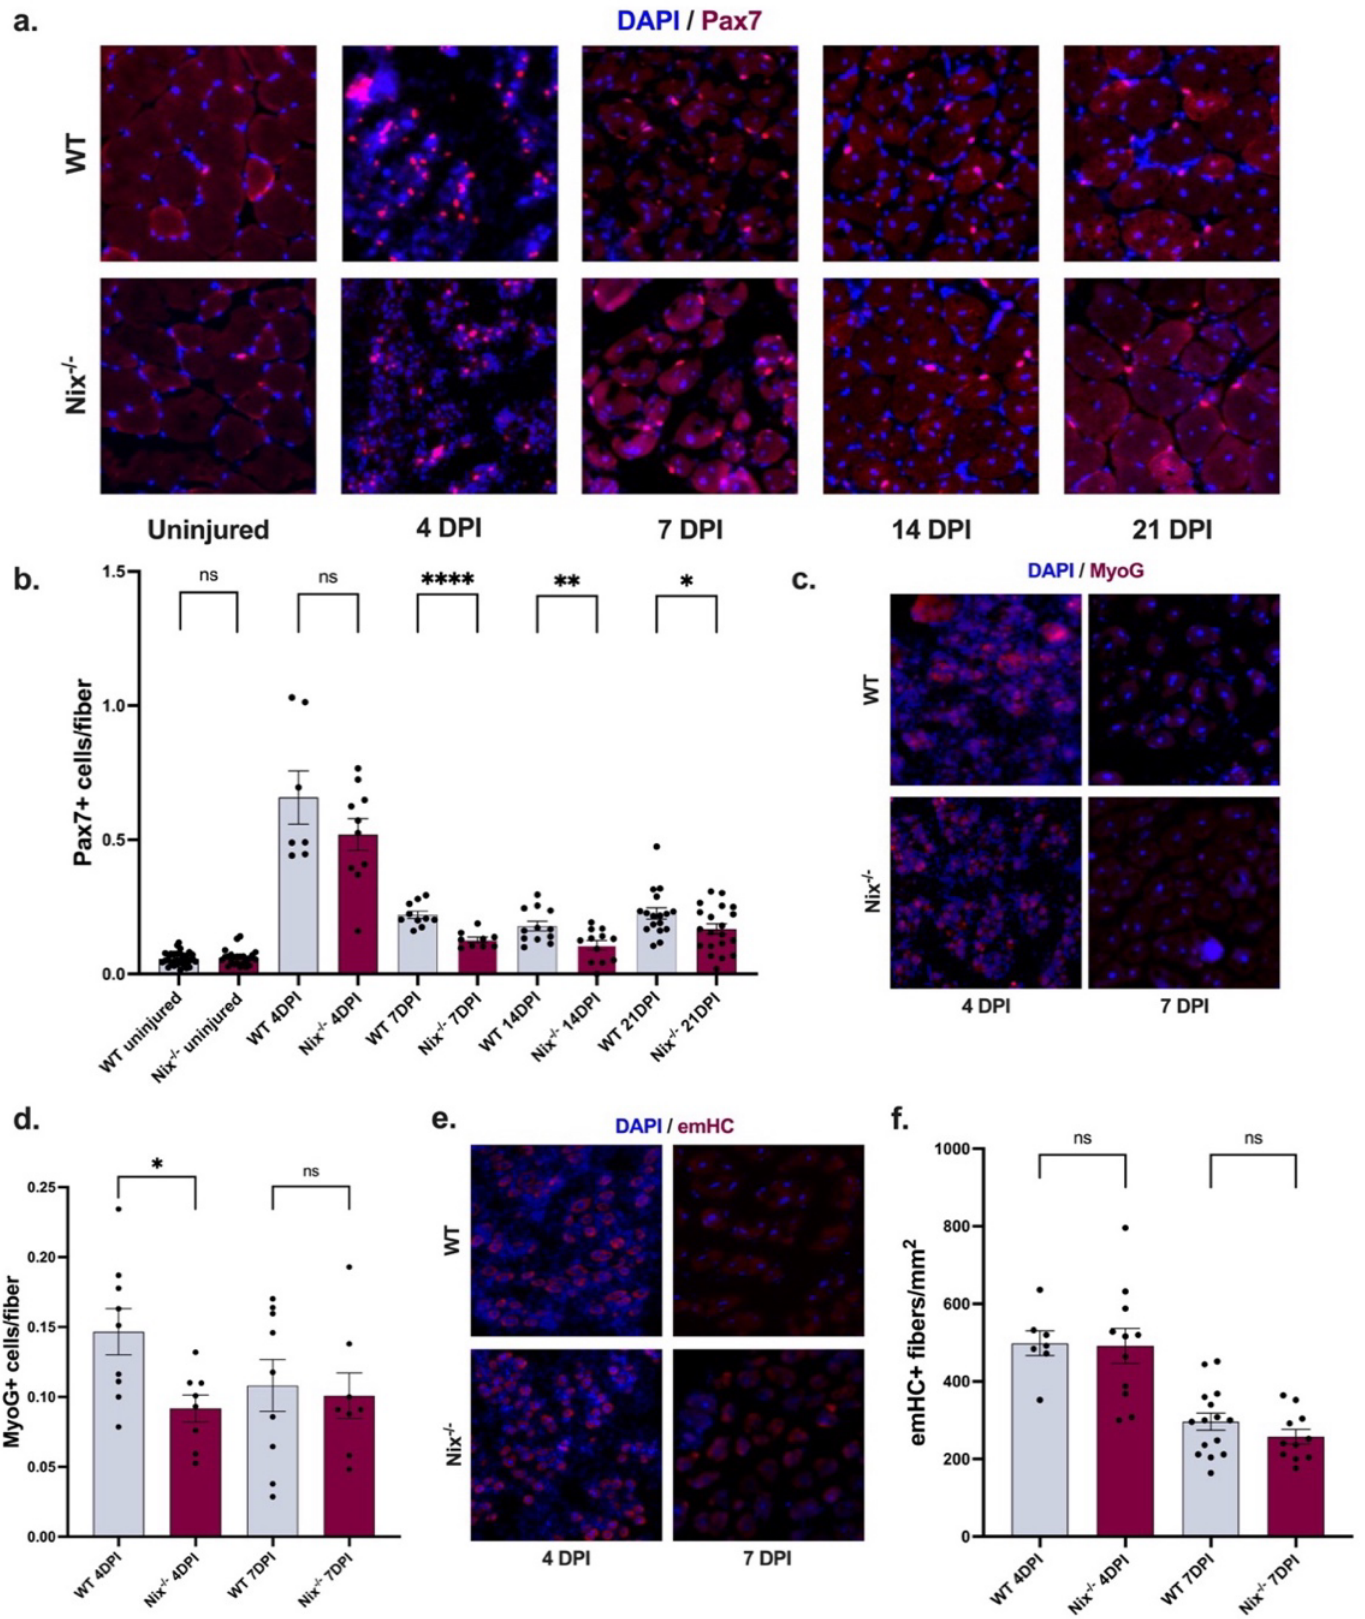 a.
DAPI / Pax7
WT
Nix-/-
Uninjured
4 DPI
7 DPI
14 DPI
21 DPI
b.
Pax7+ cells/fiber
1.5
1.0
0.5
0.0
ns
ns
****
**
*
WT uninjured
Nix-/- uninjured
WT 4DPI
Nix-/- 4DPI
WT 7DPI
Nix-/- 7DPI
WT 14DPI
Nix-/- 14DPI
WT 21DPI
Nix-/- 21DPI
c.
DAPI / MyoG
WT
Nix-/-
4 DPI
7 DPI
d.
MyoG+ cells/fiber
0.25
0.20
0.15
0.10
0.05
0.00
*
ns
WT 4DPI
Nix-/- 4DPI
WT 7DPI
Nix-/- 7DPI
e.
DAPI / emHC
WT
Nix-/-
4 DPI
7 DPI
f.
emHC+ fibers/mm2
1000
800
600
400
200
0
ns
ns
WT 4DPI
Nix-/- 4DPI
WT 7DPI
Nix-/- 7DPI